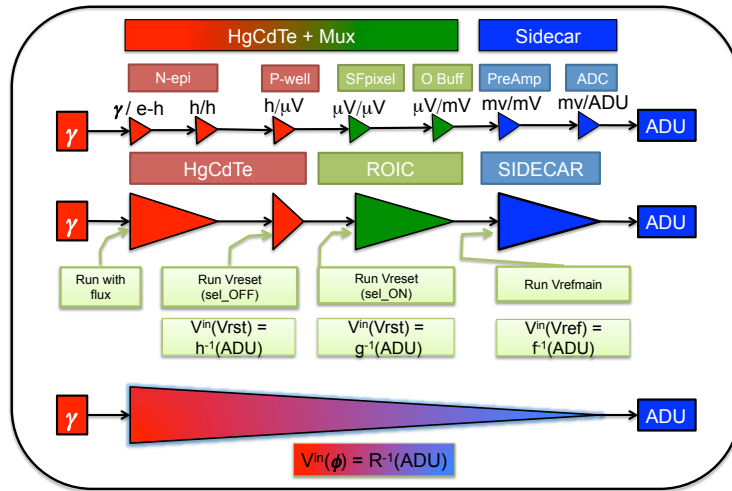 HgCdTe + Mux
Sidecar
N-epi
P-well
SFpixel
O Buff
PreAmp
ADC
γ
γ/ e-h
h/h
h/μV
μV/μV
μV/mV
mv/mV
mv/ADU
ADU
HgCdTe
ROIC
SIDECAR
γ
ADU
Run with
flux
Run Vreset
(sel_OFF)
Run Vreset
(sel_ON)
Run Vrefmain
Vⁱⁿ(Vrst) =
h⁻¹(ADU)
Vⁱⁿ(Vrst) =
g⁻¹(ADU)
Vⁱⁿ(Vref) =
f⁻¹(ADU)
γ
ADU
Vⁱⁿ(ϕ) = R⁻¹(ADU)